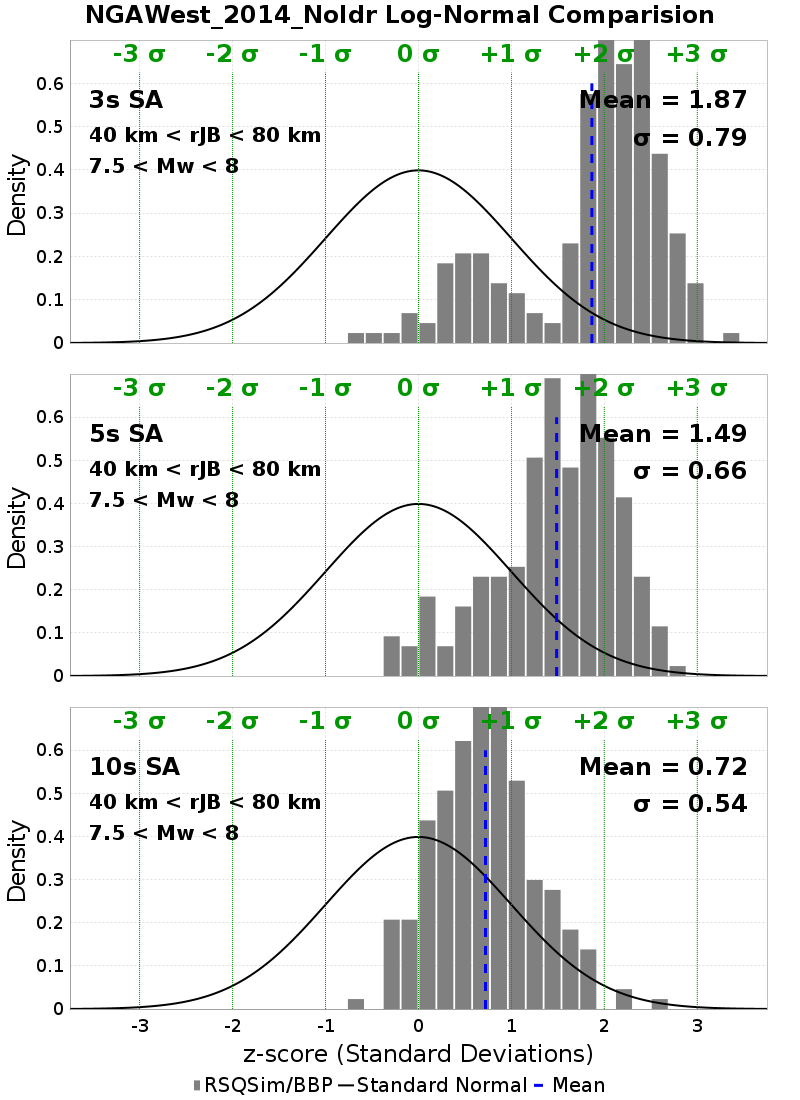 NGAWest_2014_NoIdr Log-Normal Comparision
-3 σ -2 σ -1 σ 0 σ +1 σ +2 σ +3 σ
3s SA
Mean = 1.87
40 km < rJB < 80 km
σ = 0.79
7.5 < Mw < 8
0.6
0.5
0.4
0.3
0.2
0.1
0
Density
-3 σ -2 σ -1 σ 0 σ +1 σ +2 σ +3 σ
5s SA
Mean = 1.49
40 km < rJB < 80 km
σ = 0.66
7.5 < Mw < 8
0.6
0.5
0.4
0.3
0.2
0.1
0
Density
-3 σ -2 σ -1 σ 0 σ +1 σ +2 σ +3 σ
10s SA
Mean = 0.72
40 km < rJB < 80 km
σ = 0.54
7.5 < Mw < 8
0.6
0.5
0.4
0.3
0.2
0.1
0
Density
-3 -2 -1 0 1 2 3
z-score (Standard Deviations)
RSQSim/BBP Standard Normal Mean